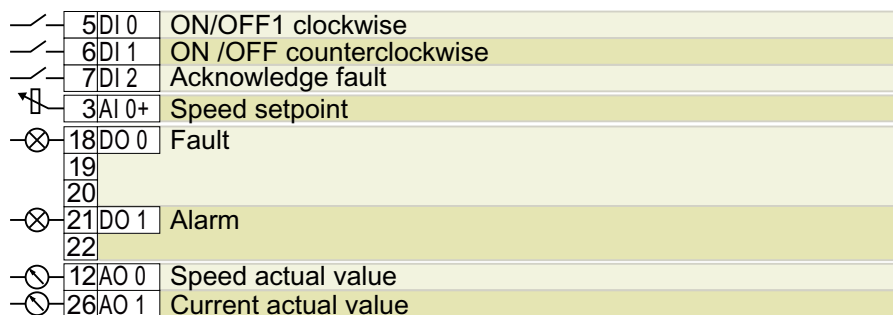 5 DI 0 ON/OFF1 clockwise
6 DI 1 ON /OFF counterclockwise
7 DI 2 Acknowledge fault
3 AI 0+ Speed setpoint
18 DO 0 Fault
19
20
21 DO 1 Alarm
22
12 AO 0 Speed actual value
26 AO 1 Current actual value